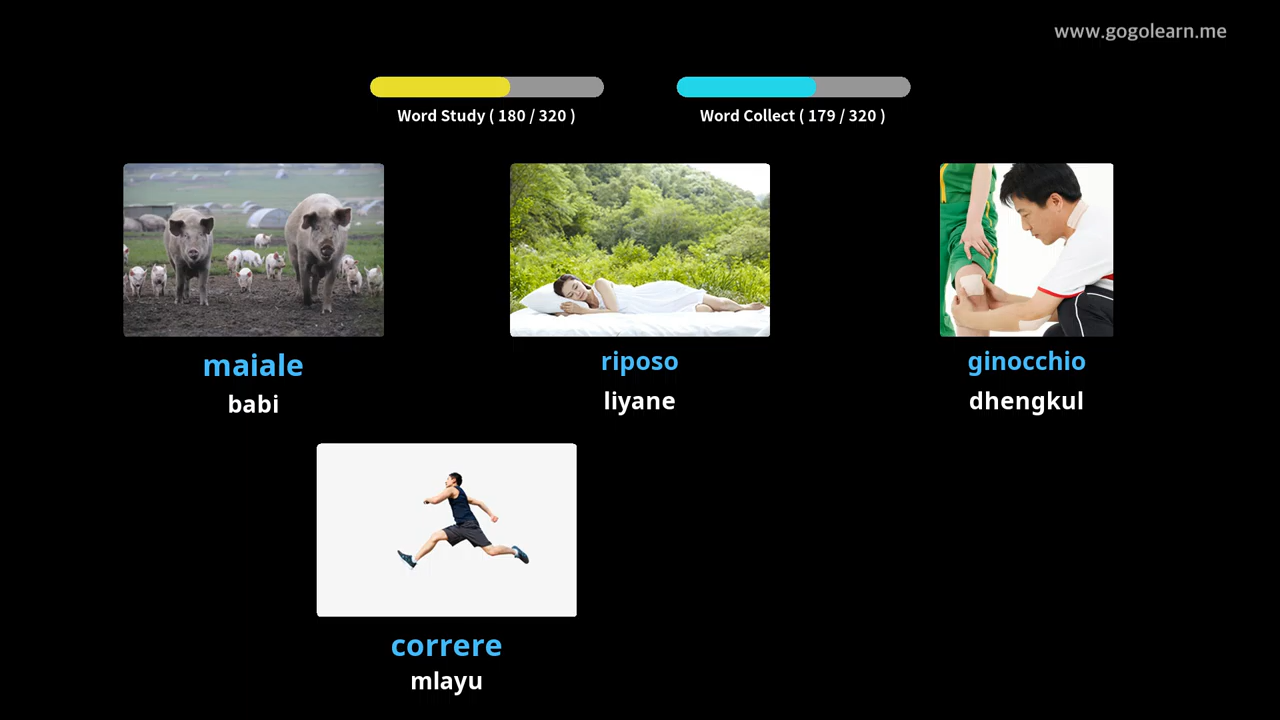 www.gogolearn.me
Word Study ( 180 / 320 )
Word Collect ( 179 / 320 )
maiale
babi
riposo
liyane
ginocchio
dhengkul
correre
mlayu